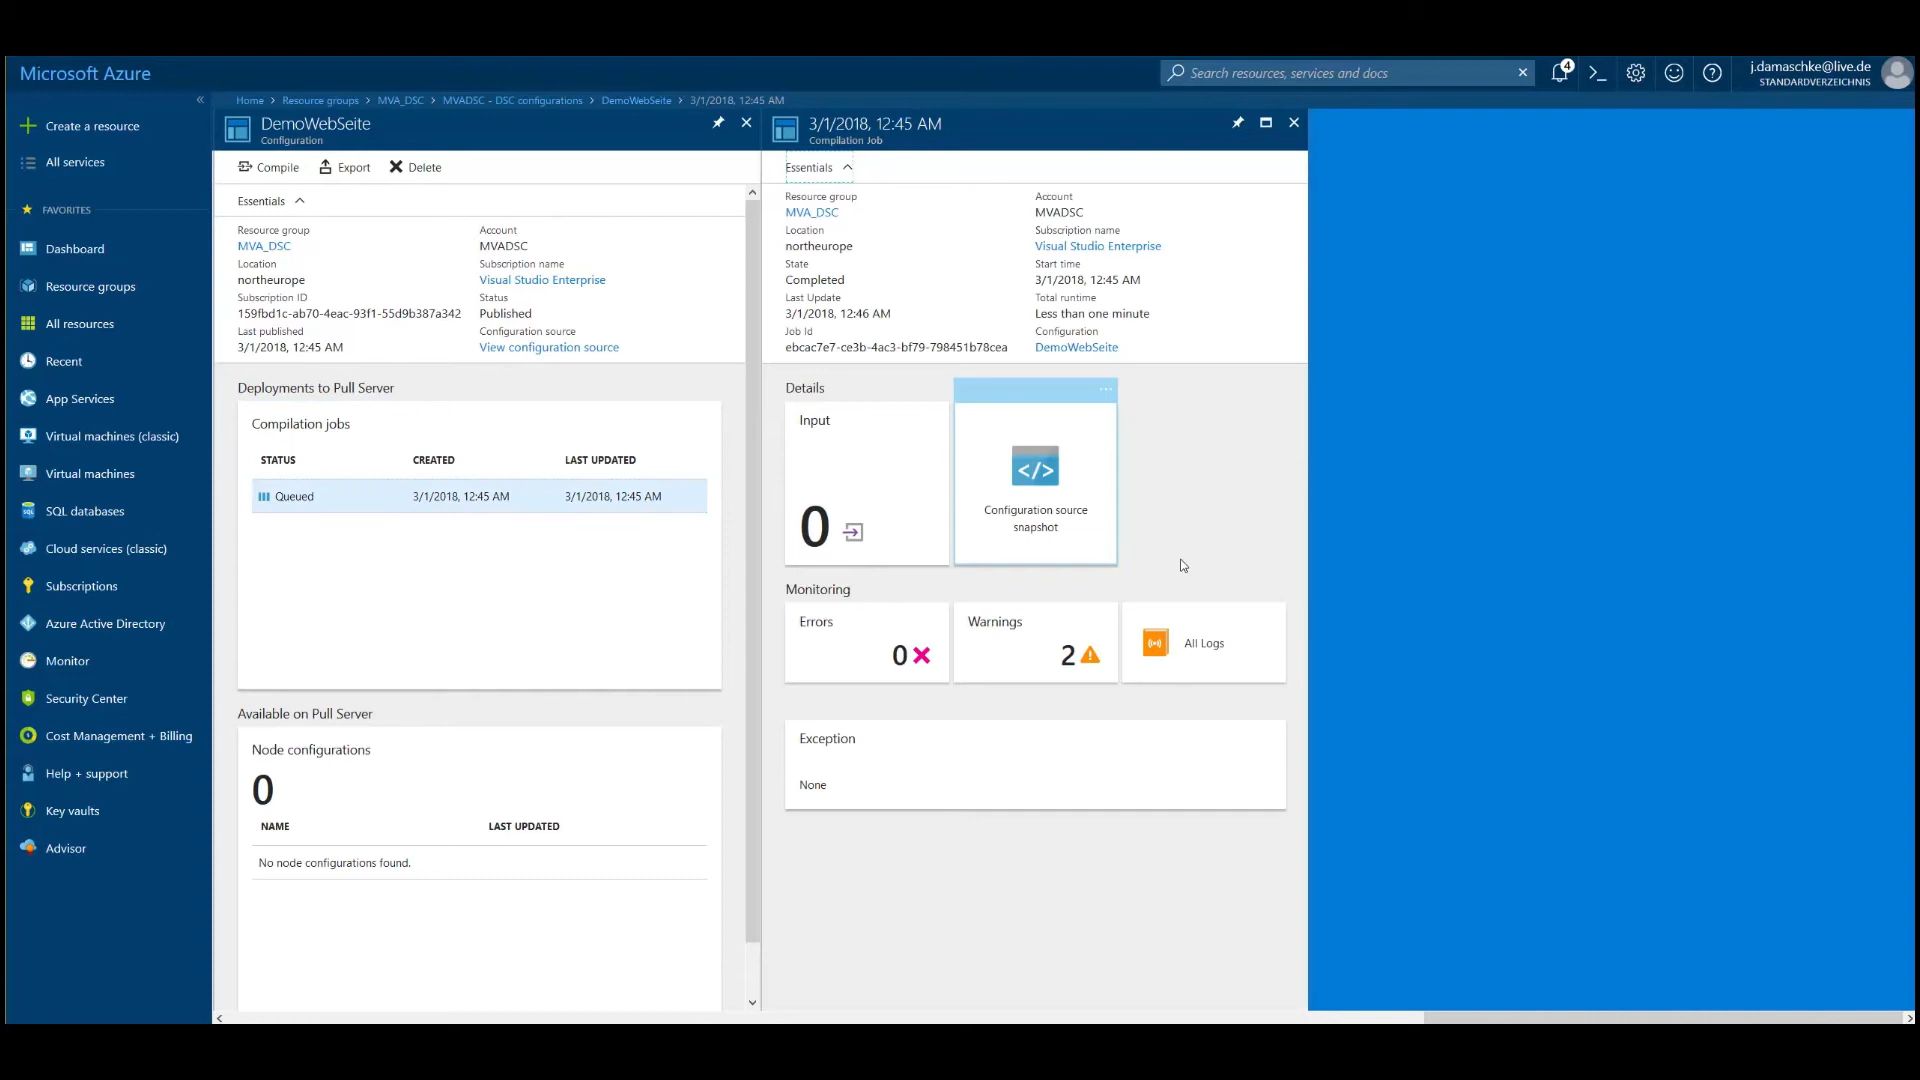 Microsoft Azure
Search resources, services and docs
4
j.damaschke@live.de
STANDARDVERZEICHNIS
Home > Resource groups > MVA_DSC > MVADSC - DSC configurations > DemoWebSeite > 3/1/2018, 12:45 AM
Create a resource
All services
FAVORITES
Dashboard
Resource groups
All resources
Recent
App Services
Virtual machines (classic)
Virtual machines
SQL databases
Cloud services (classic)
Subscriptions
Azure Active Directory
Monitor
Security Center
Cost Management + Billing
Help + support
Key vaults
Advisor
DemoWebSeite
Configuration
Compile Export Delete
Essentials
Resource group Account
MVA_DSC MVADSC
Location Subscription name
northeurope Visual Studio Enterprise
Subscription ID Status
159fbd1c-ab70-4eac-93f1-55d9b387a342 Published
Last published Configuration source
3/1/2018, 12:45 AM View configuration source
Deployments to Pull Server
Compilation jobs
STATUS CREATED LAST UPDATED
Queued 3/1/2018, 12:45 AM 3/1/2018, 12:45 AM
Available on Pull Server
Node configurations
0
NAME LAST UPDATED
No node configurations found.
3/1/2018, 12:45 AM
Compilation Job
Essentials
Resource group Account
MVA_DSC MVADSC
Location Subscription name
northeurope Visual Studio Enterprise
State Start time
Completed 3/1/2018, 12:45 AM
Last Update Total runtime
3/1/2018, 12:46 AM Less than one minute
Job Id Configuration
ebcac7e7-ce3b-4ac3-bf79-798451b78cea DemoWebSeite
Details
Input
0
</>
Configuration source
snapshot
Monitoring
Errors
0
Warnings
2
All Logs
Exception
None